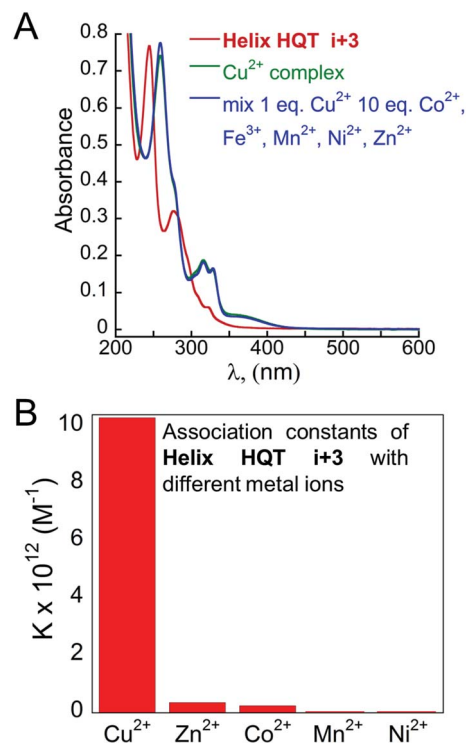 A
Helix HQT i+3
Cu²⁺ complex
mix 1 eq. Cu²⁺ 10 eq. Co²⁺,
Fe³⁺, Mn²⁺, Ni²⁺, Zn²⁺
Absorbance
0.8
0.7
0.6
0.5
0.4
0.3
0.2
0.1
0
200 300 400 500 600
λ, (nm)
B
Association constants of
Helix HQT i+3 with
different metal ions
K x 10¹² (M⁻¹)
10
8
6
4
2
0
Cu²⁺ Zn²⁺ Co²⁺ Mn²⁺ Ni²⁺